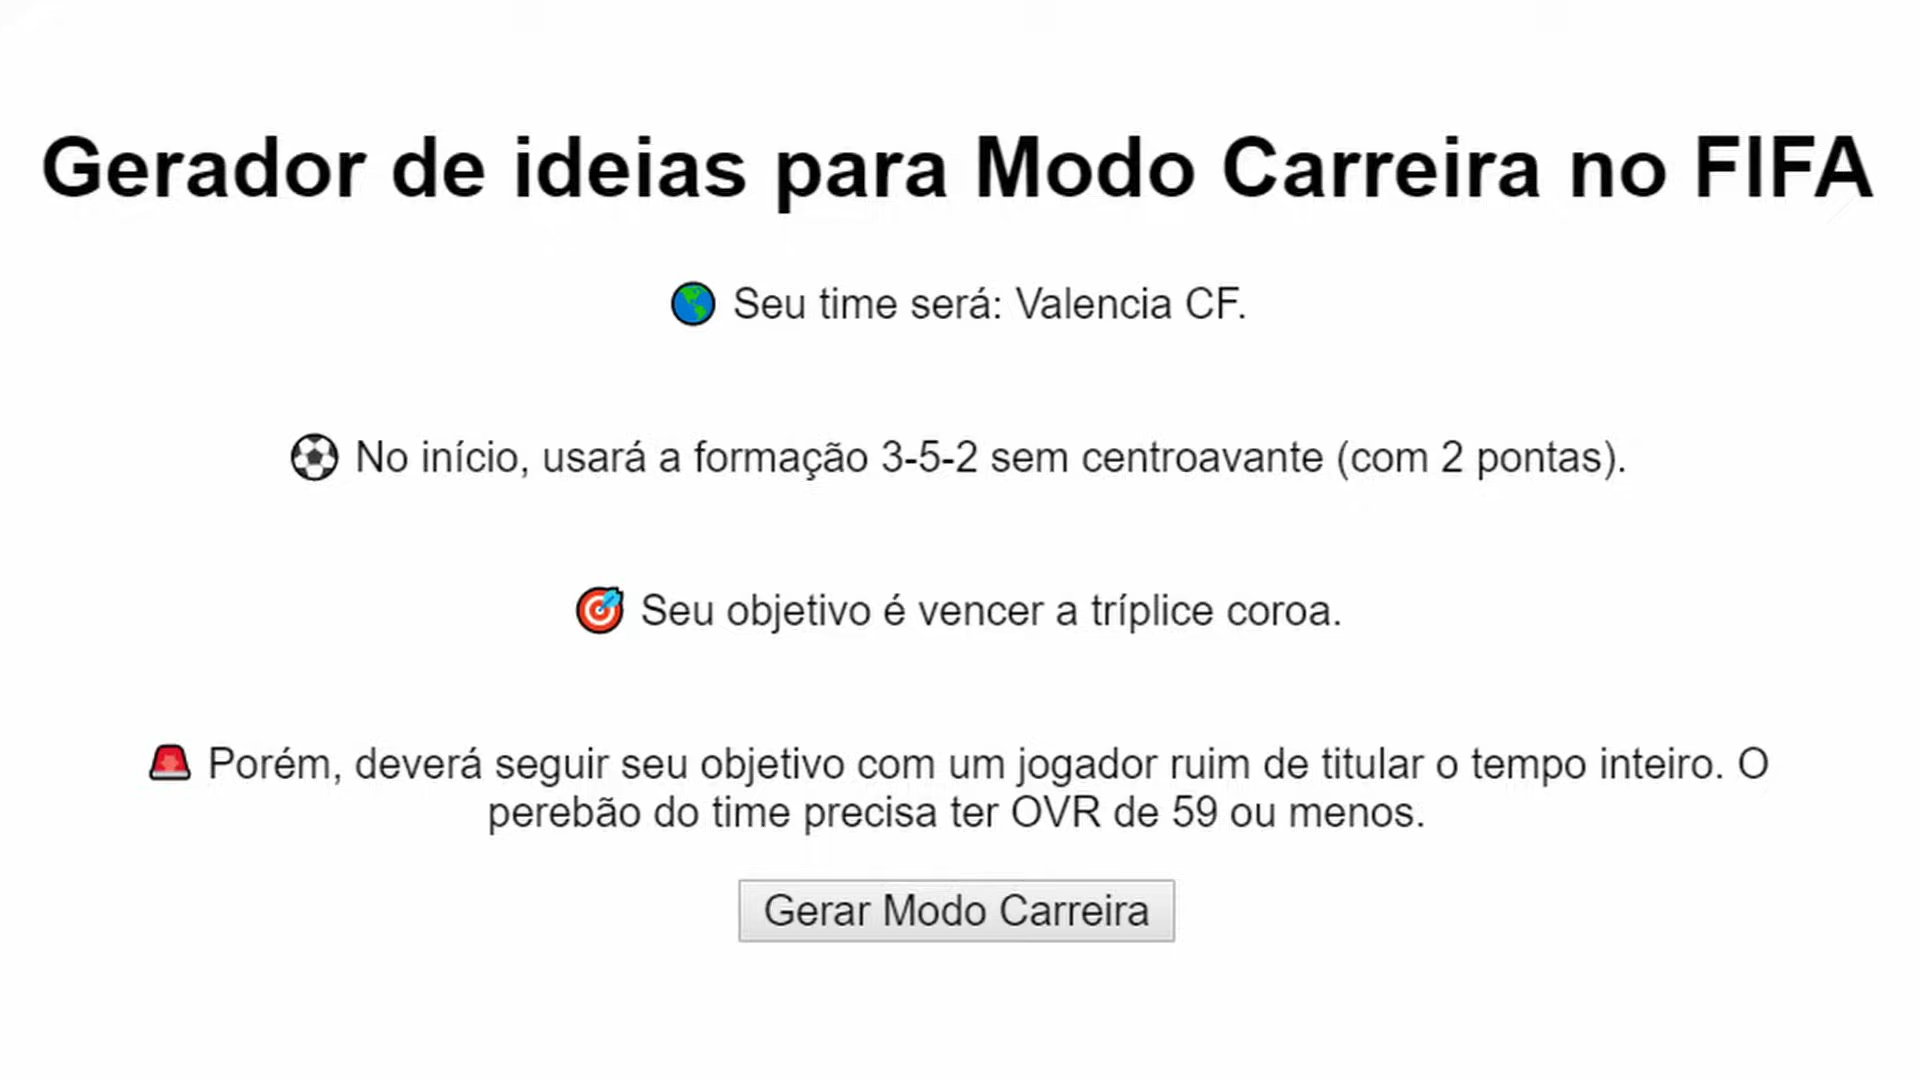 Gerador de ideias para Modo Carreira no FIFA
🌎 Seu time será: Valencia CF.
⚽ No início, usará a formação 3-5-2 sem centroavante (com 2 pontas).
🎯 Seu objetivo é vencer a tríplice coroa.
🚨 Porém, deverá seguir seu objetivo com um jogador ruim de titular o tempo inteiro. O
perebão do time precisa ter OVR de 59 ou menos.
Gerar Modo Carreira